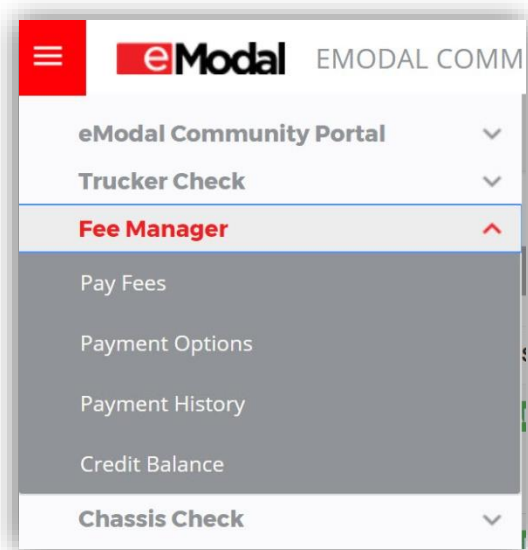 eModal EMODAL COMM
eModal Community Portal
Trucker Check
Fee Manager
Pay Fees
Payment Options
Payment History
Credit Balance
Chassis Check